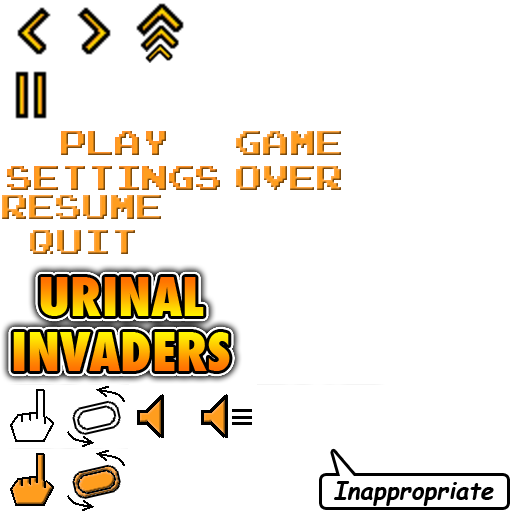 PLAY
GAME
SETTINGS
OVER
RESUME
QUIT
URINAL
INVADERS
Inappropriate